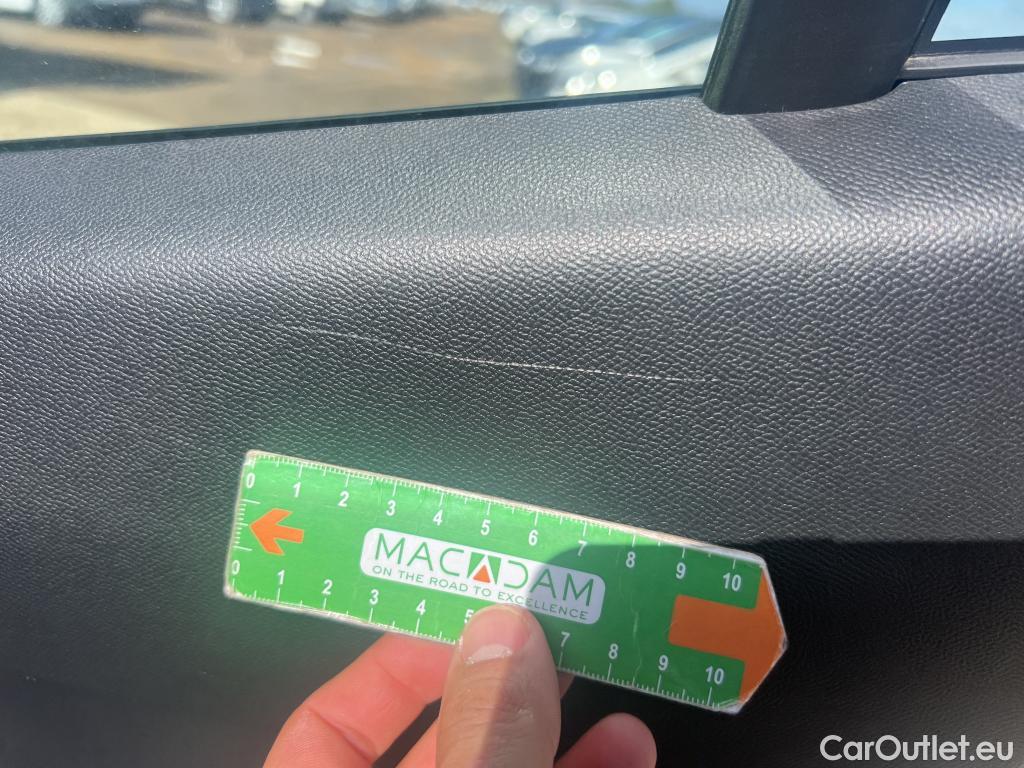 0 1 2 3 4 5 6 7 8 9 10
MACADAM
ON THE ROAD TO EXCELLENCE
0 1 2 3 4 5 7 8 9 10
CarOutlet.eu